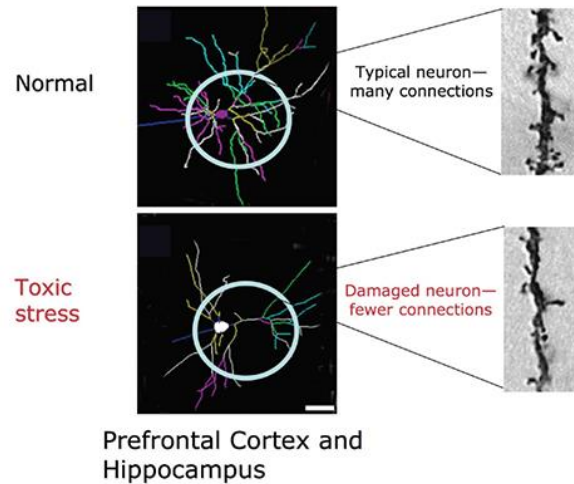 Normal
Typical neuron—
many connections
Toxic
stress
Damaged neuron—
fewer connections
Prefrontal Cortex and
Hippocampus